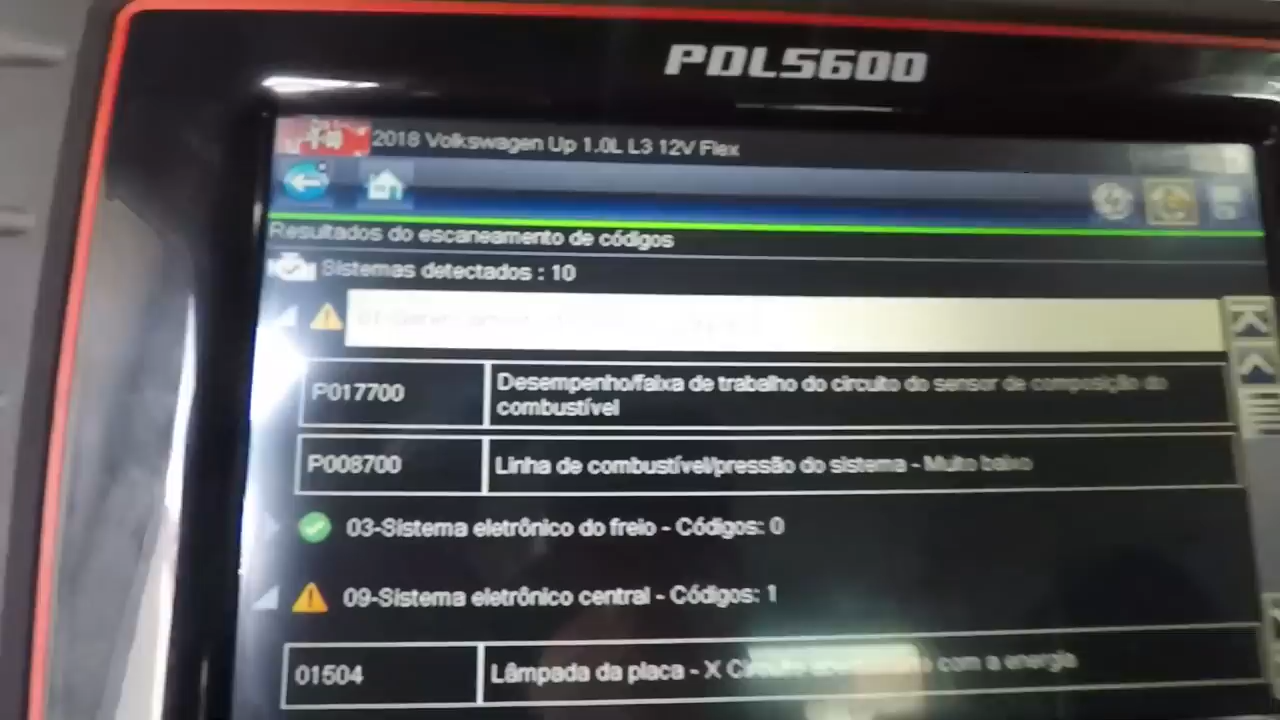 PDL5600
2018 Volkswagen Up 1.0L L3 12V Flex
Resultados do escaneamento de códigos
Sistemas detectados : 10
P017700
Desempenho/faixa de trabalho do circuito do sensor de composição do
combustível
P008700
Linha de combustível/pressão do sistema - Muito baixo
03-Sistema eletrônico do freio - Códigos: 0
09-Sistema eletrônico central - Códigos: 1
01504
Lâmpada da placa - X com a energia